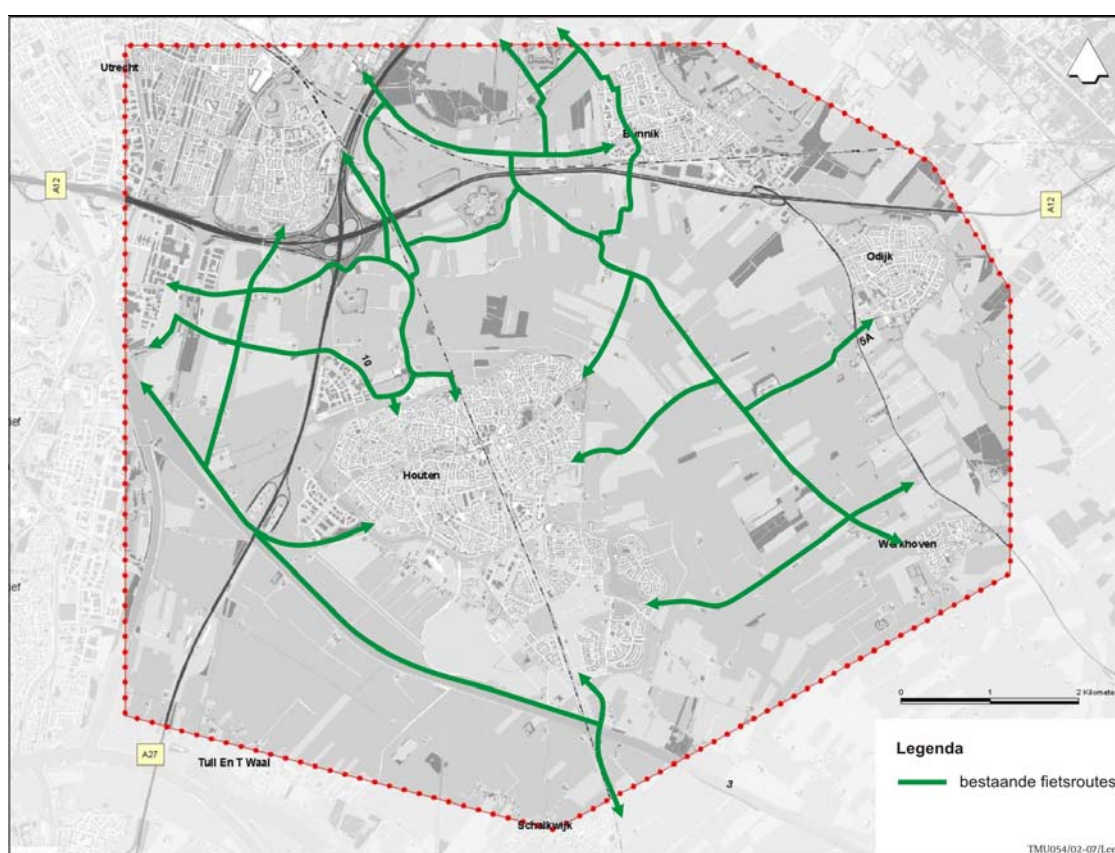 Utrecht
Bunnik
A12
A12
Odijk
5A
10
Houten
Werkhoven
0 1 2 Kilomete
A27
Tull En T Waal
3
Schalkwijk
Legenda
bestaande fietsroutes
TMU054/02-07/Lee